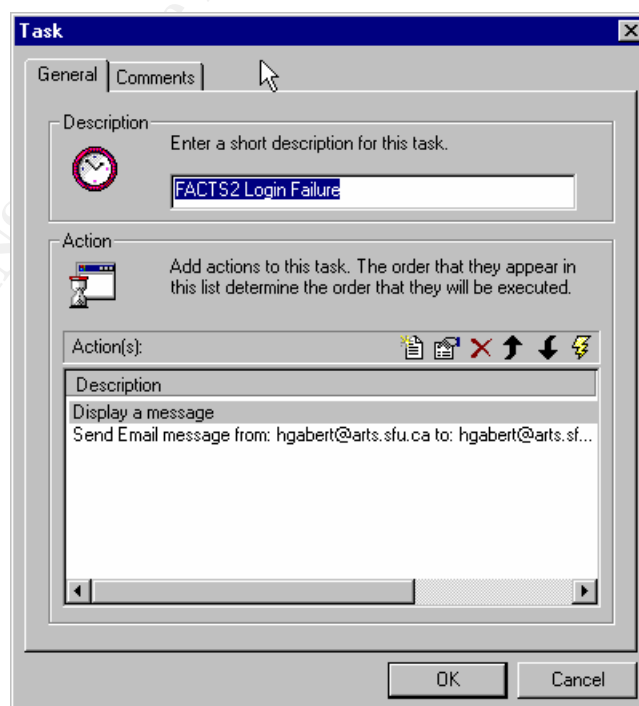 Task
General
Comments
Description
Enter a short description for this task.
FACTS2 Login Failure
Action
Add actions to this task. The order that they appear in
this list determine the order that they will be executed.
Action(s):
Description
Display a message
Send Email message from: hgabert@arts.sfu.ca to: hgabert@arts.sf...
OK
Cancel